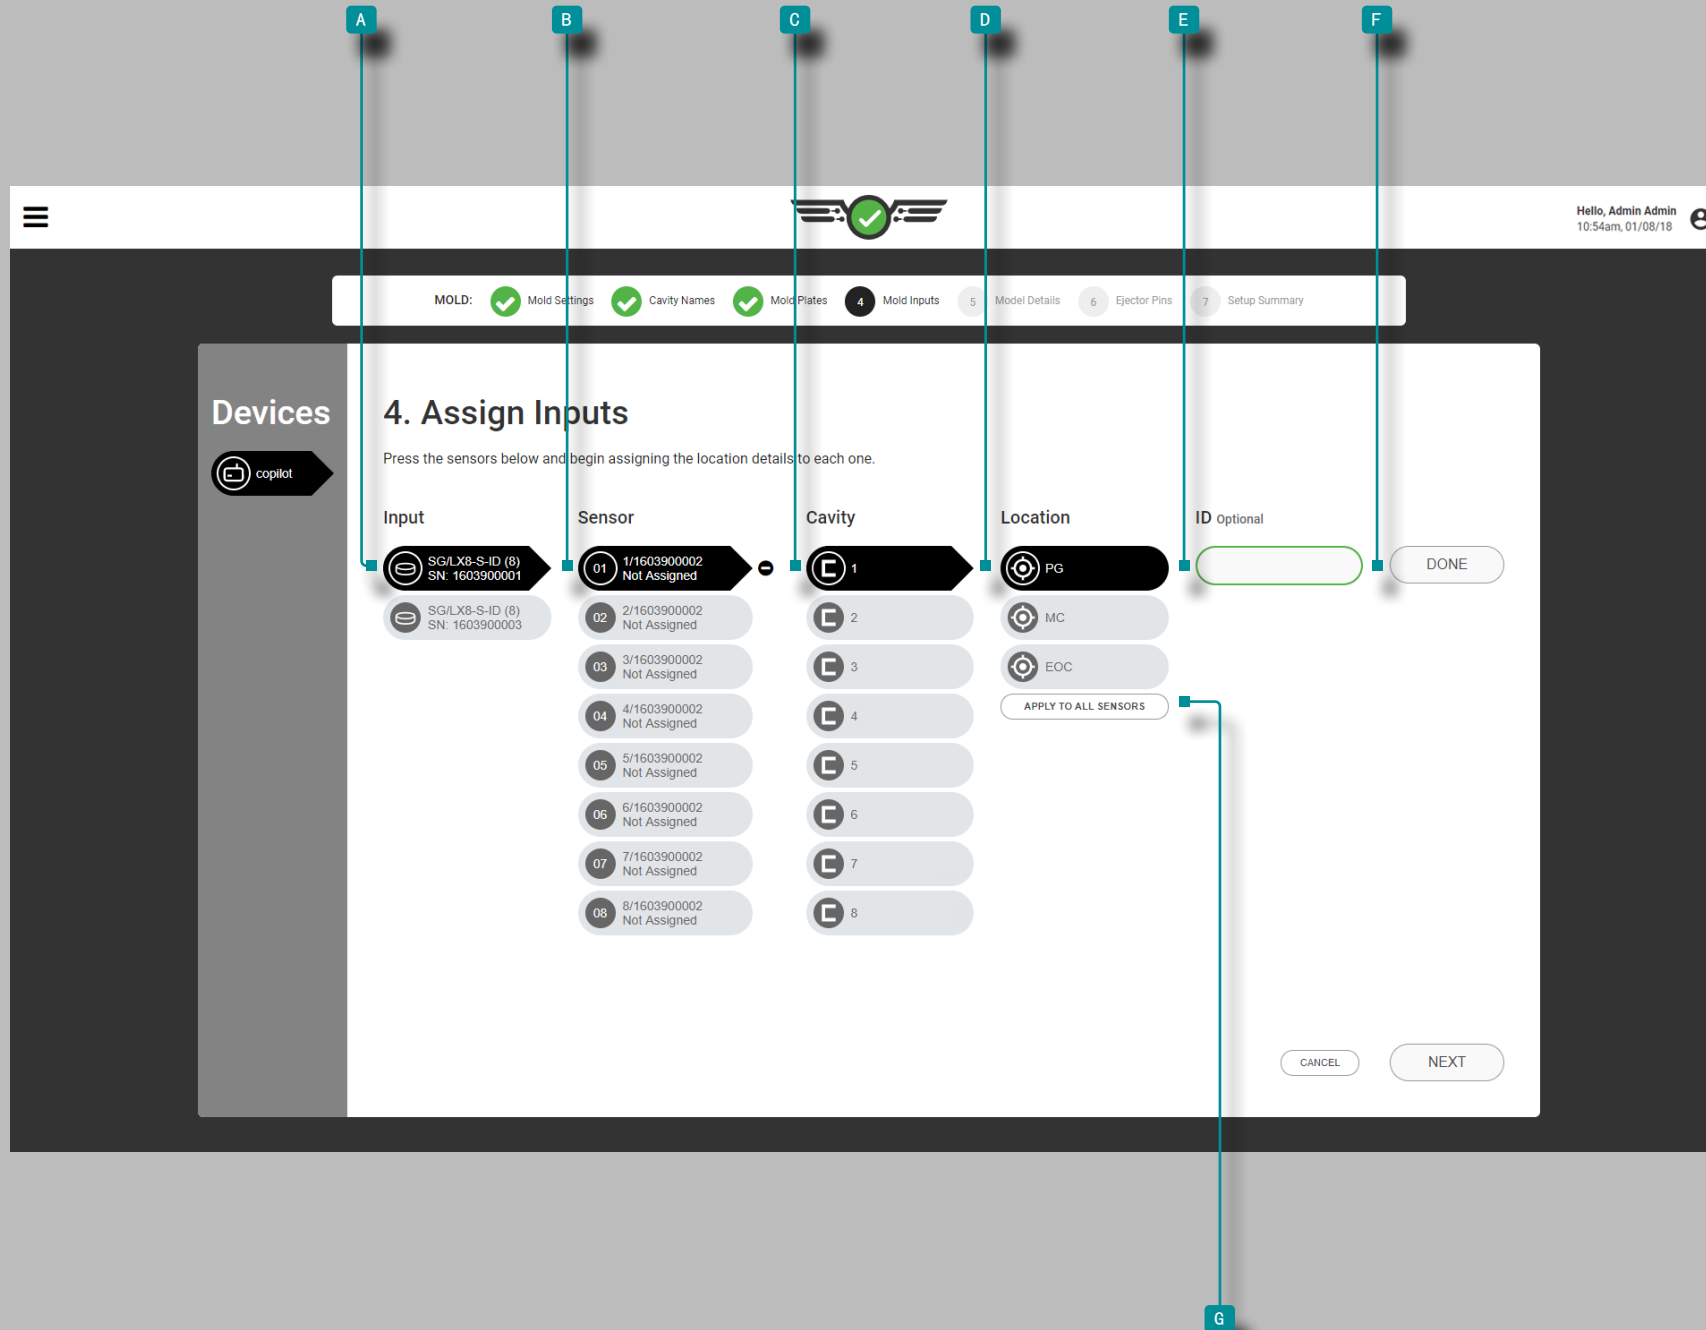 A B C D E F
Hello, Admin Admin
10:54am, 01/08/18
MOLD: Mold Settings Cavity Names Mold Plates 4 Mold Inputs 5 Model Details 6 Ejector Pins 7 Setup Summary
Devices
copilot
4. Assign Inputs
Press the sensors below and begin assigning the location details to each one.
Input
SG/LX8-S-ID (8)
SN: 1603900001
SG/LX8-S-ID (8)
SN: 1603900003
Sensor
01 1/1603900002
Not Assigned
02 2/1603900002
Not Assigned
03 3/1603900002
Not Assigned
04 4/1603900002
Not Assigned
05 5/1603900002
Not Assigned
06 6/1603900002
Not Assigned
07 7/1603900002
Not Assigned
08 8/1603900002
Not Assigned
Cavity
1
2
3
4
5
6
7
8
Location
PG
MC
EOC
APPLY TO ALL SENSORS
ID Optional
DONE
CANCEL
NEXT
G